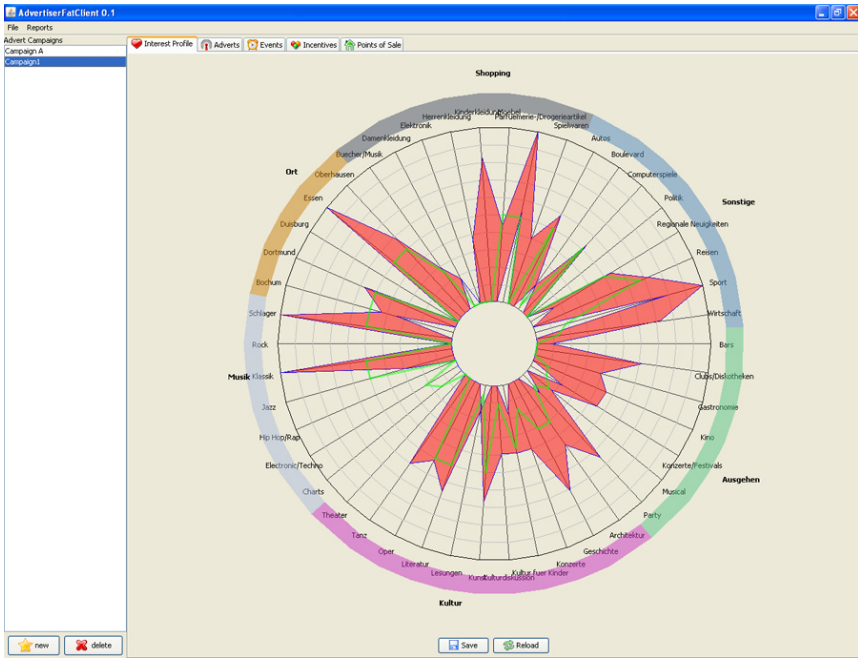 AdvertiserFatClient 0.1
File Reports
Advert Campaigns
Campaign A
Campaign1
Interest Profile Adverts Events Incentives Points of Sale
Shopping
Kinderkleidung Moebel
Herrenkleidung Parfuemerie-/Drogerieartikel
Elektronik Spielwaren
Damenkleidung Autos
Buecher/Musik Boulevard
Ort
Oberhausen Computerspiele
Essen Politik
Sonstige
Duisburg Regionale Neuigkeiten
Dortmund Reisen
Bochum Sport
Schlager Wirtschaft
Rock Bars
Musik Klassik Clubs/Diskotheken
Jazz Gastronomie
Hip Hop/Rap Kino
Electronic/Techno Konzerte/Festivals
Ausgehen
Charts Musical
Theater Party
Tanz Architektur
Oper Geschichte
Literatur Konzerte
Lesungen Kultur fuer Kinder
Kunst Kulturdiskussion
Kultur
new delete Save Reload